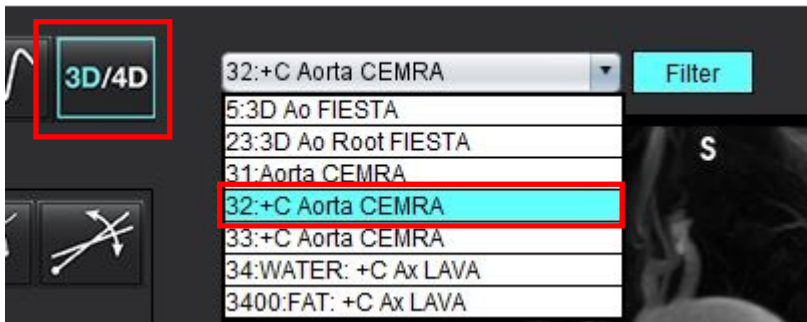 3D/4D
32:+C Aorta CEMRA
Filter
5:3D Ao FIESTA
23:3D Ao Root FIESTA
31:Aorta CEMRA
32:+C Aorta CEMRA
33:+C Aorta CEMRA
34:WATER: +C Ax LAVA
3400:FAT: +C Ax LAVA
S